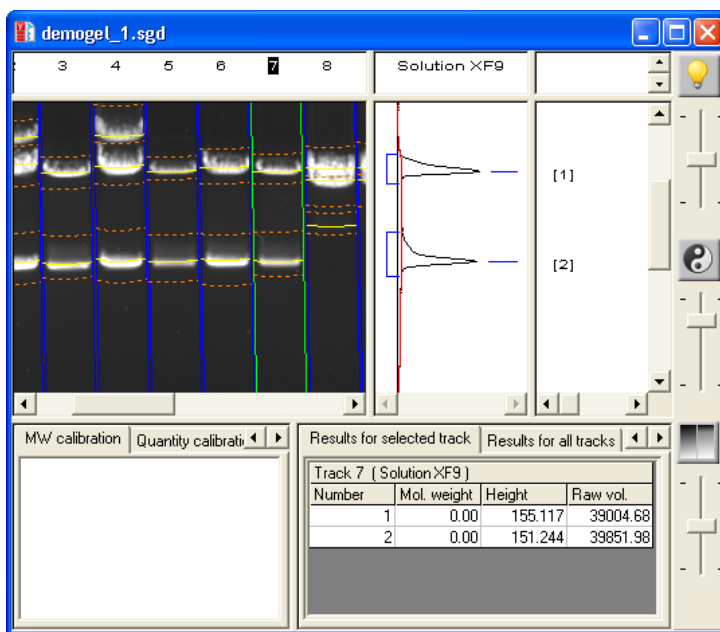 demogel_1.sgd
3 4 5 6 7 8 Solution XF9
[1]
[2]
MW calibration Quantity calibrati
Results for selected track Results for all tracks
Track 7 ( Solution XF9 )
Number Mol. weight Height Raw vol.
1 0.00 155.117 39004.68
2 0.00 151.244 39851.98